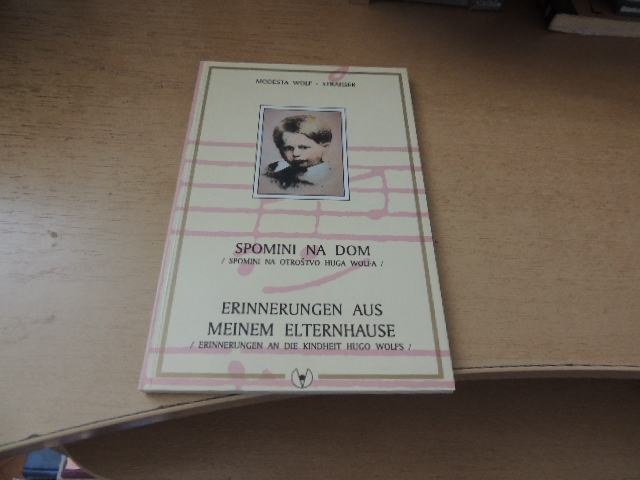 MODESTA WOLF - STRASSER
SPOMINI NA DOM
/ SPOMINI NA OTROŠTVO HUGA WOLFA /
ERINNERUNGEN AUS
MEINEM ELTERNHAUSE
/ ERINNERUNGEN AN DIE KINDHEIT HUGO WOLFS /